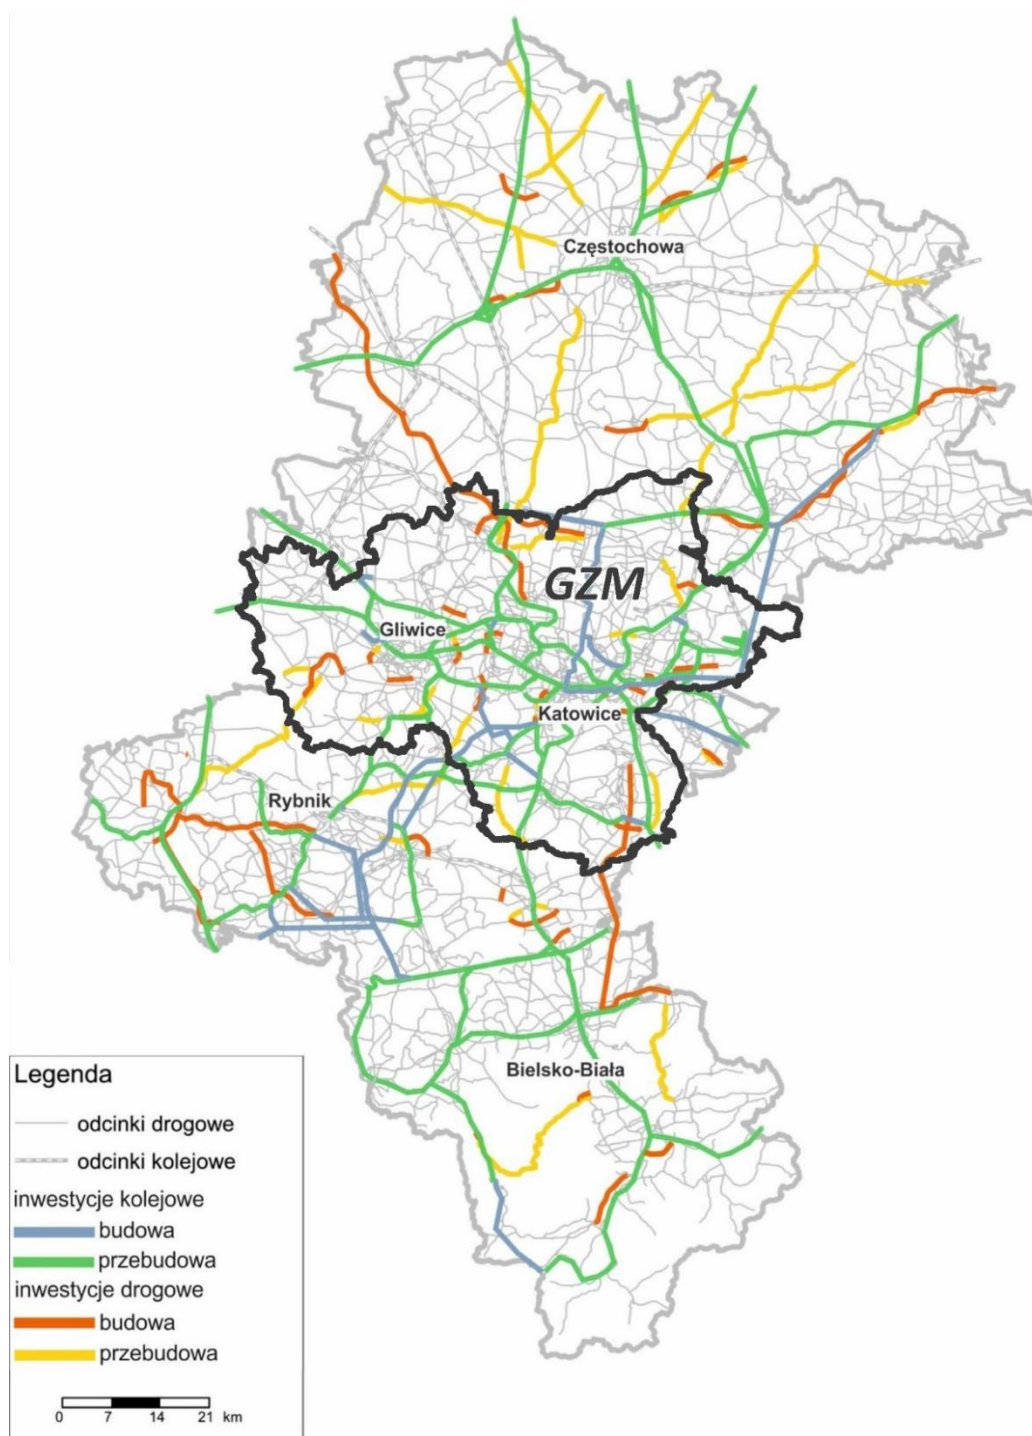 Częstochowa
GZM
Gliwice
Katowice
Rybnik
Bielsko-Biała
Legenda
odcinki drogowe
odcinki kolejowe
inwestycje kolejowe
budowa
przebudowa
inwestycje drogowe
budowa
przebudowa
0 7 14 21 km